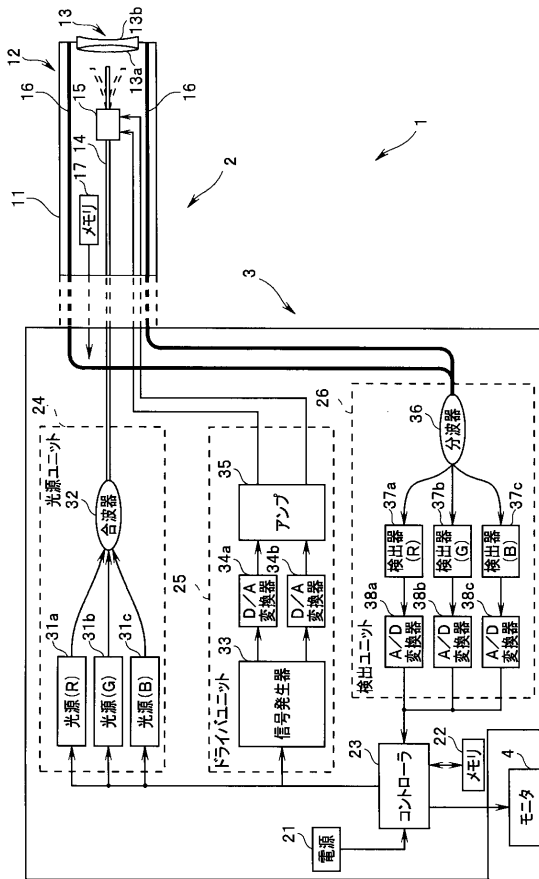 1
2
3
11
12
13
13b
13a
16
15
16
14
17
メモリ
24
光源ユニット
31a
光源(R)
31b
光源(G)
31c
光源(B)
32
合波器
25
ドライバユニット
33
信号発生器
34a
D/A
変換器
34b
D/A
変換器
35
アンプ
26
検出ユニット
36
分波器
37a
検出器
(R)
37b
検出器
(G)
37c
検出器
(B)
38a
A/D
変換器
38b
A/D
変換器
38c
A/D
変換器
21
電源
23
コントローラ
22
メモリ
4
モニタ